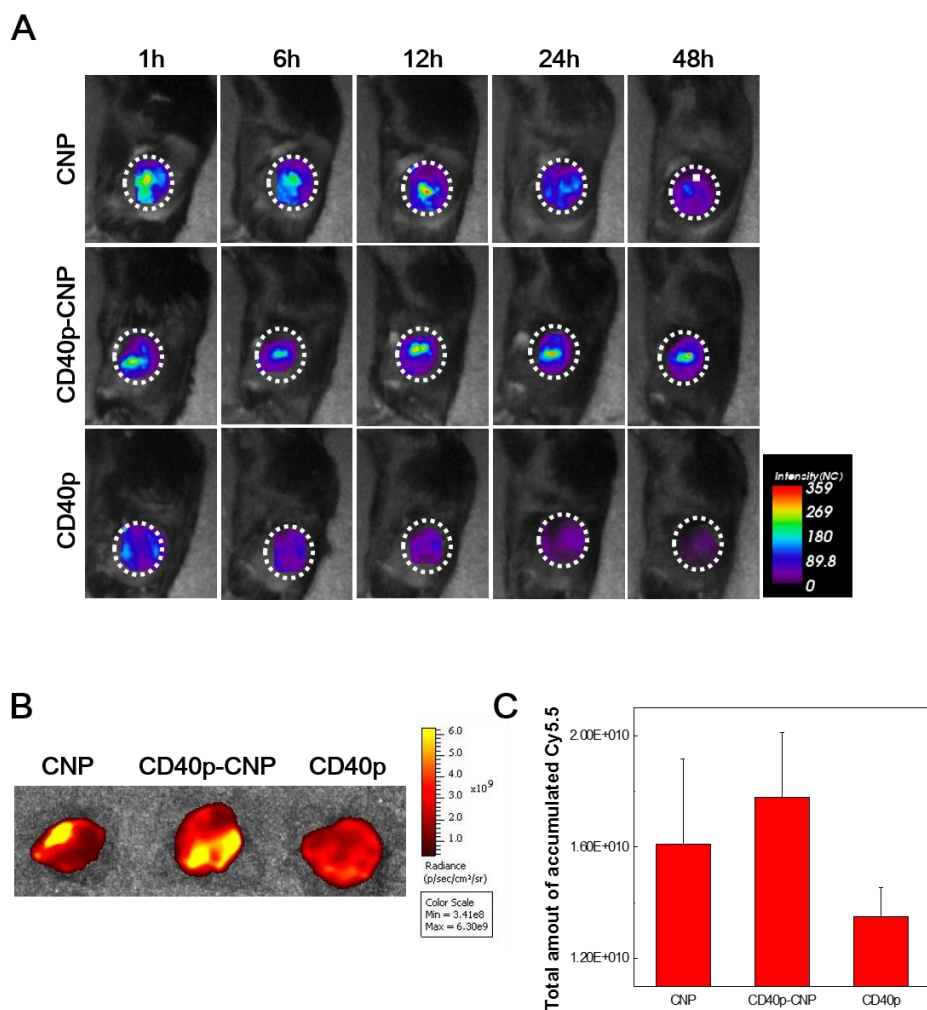 A
1h 6h 12h 24h 48h
CNP
CD40p-CNP
CD40p
Intensity(NC)
359
269
180
89.8
0
B
CNP CD40p-CNP CD40p
6.0
5.0
4.0
x10⁹
3.0
2.0
1.0
Radiance
(p/sec/cm²/sr)
Color Scale
Min = 3.41e8
Max = 6.30e9
C
Total amout of accumulated Cy5.5
2.00E+010
1.60E+010
1.20E+010
CNP CD40p-CNP CD40p